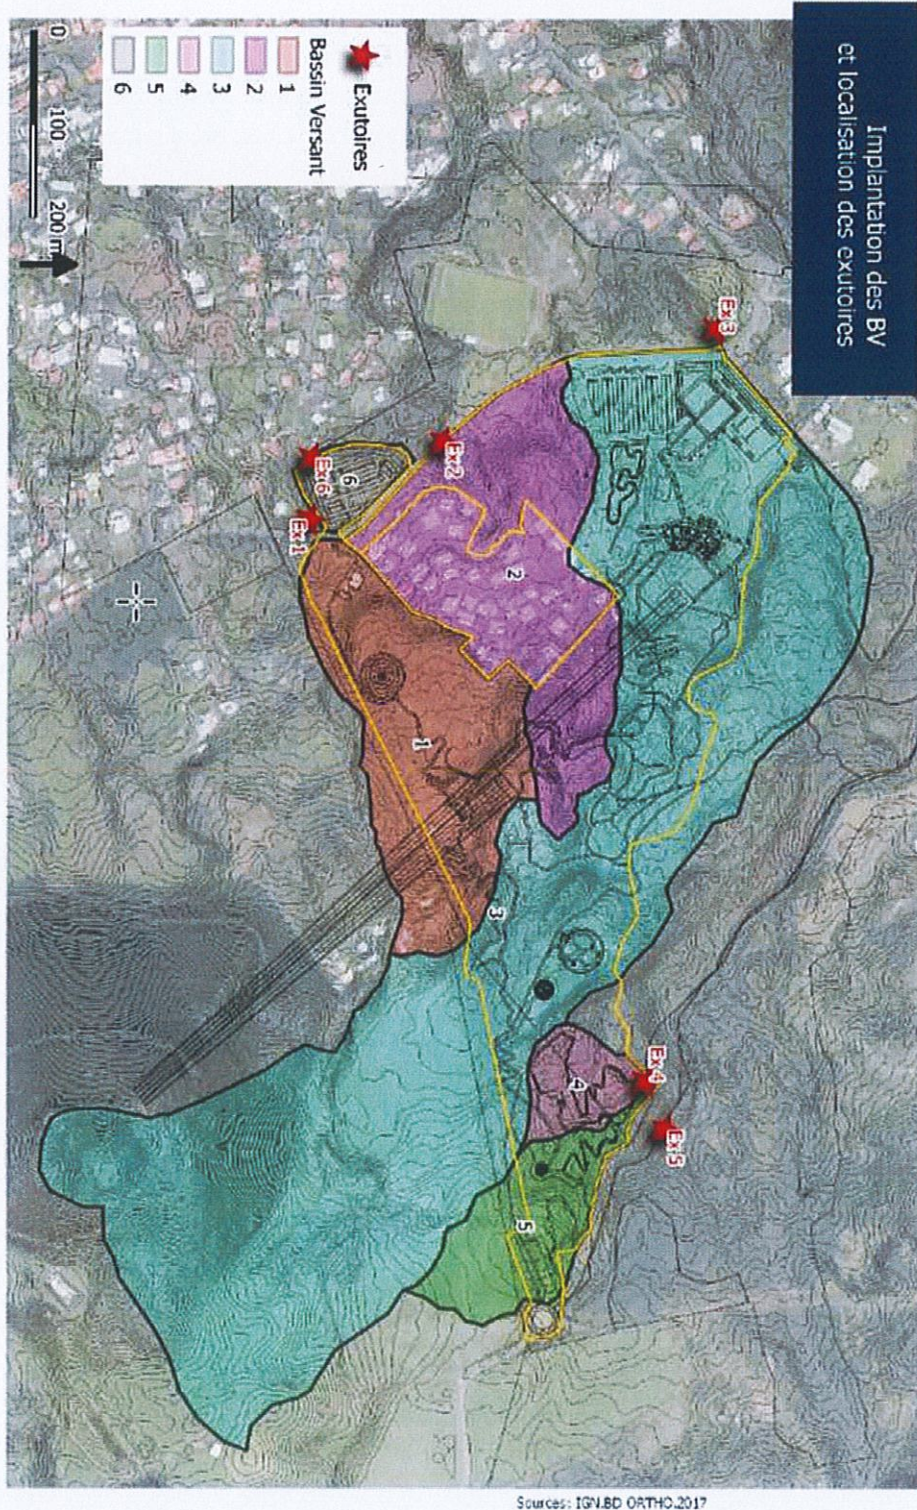 Implantation des BV
et localisation des exutoires
Exutoires
Bassin Versant
1
2
3
4
5
6
0 100 200 m
Ex 3
Ex 2
Ex 6
Ex 1
Ex 4
Ex 5
6
2
1
3
4
5
Sources: IGN.BD ORTHO.2017